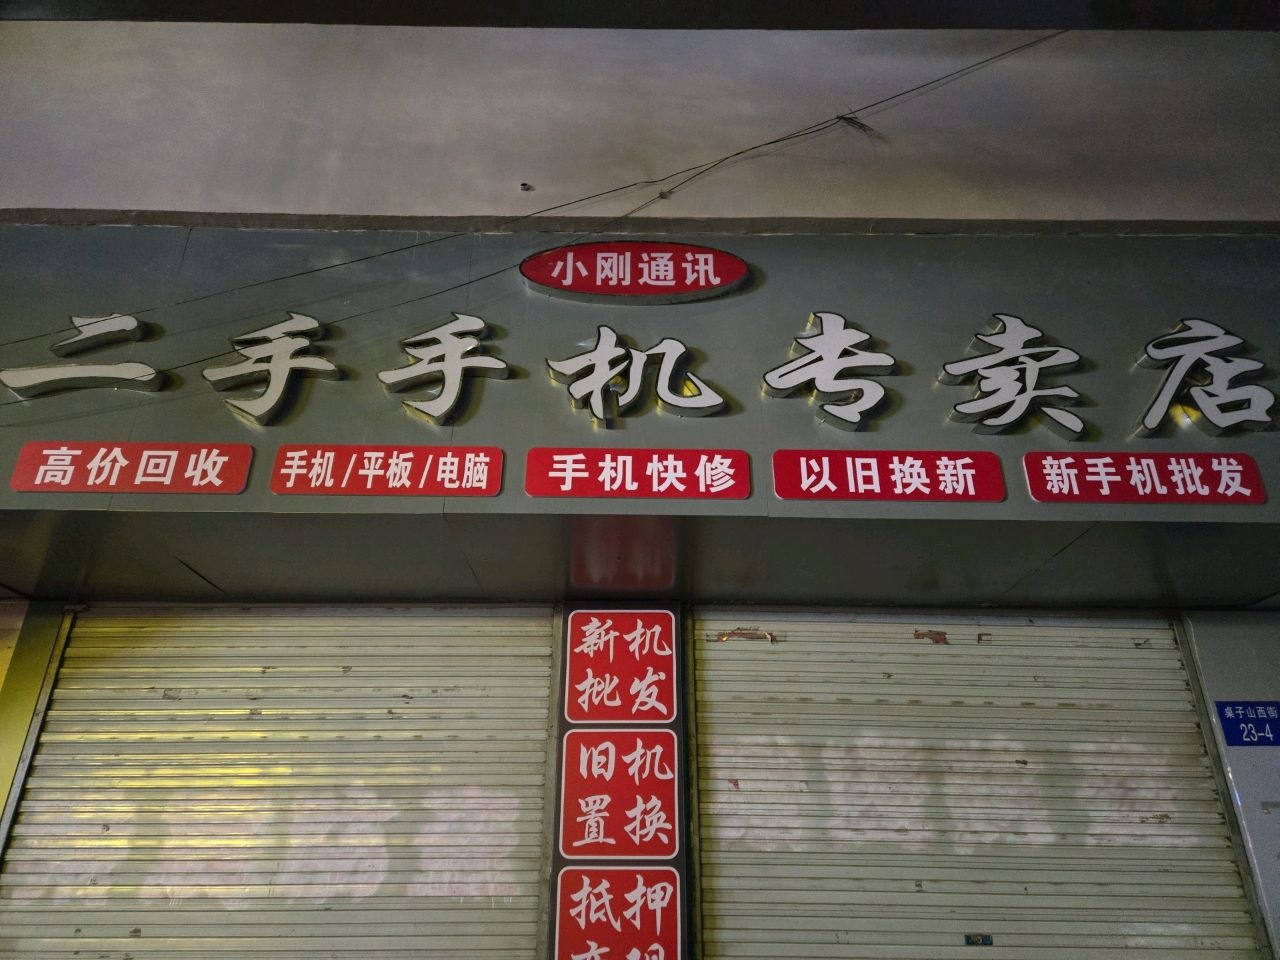 小刚通讯
二手手机专卖店
高价回收
手机/平板/电脑
手机快修
以旧换新
新手机批发
新机
批发
旧机
置换
抵押
桌子山西街
23-4